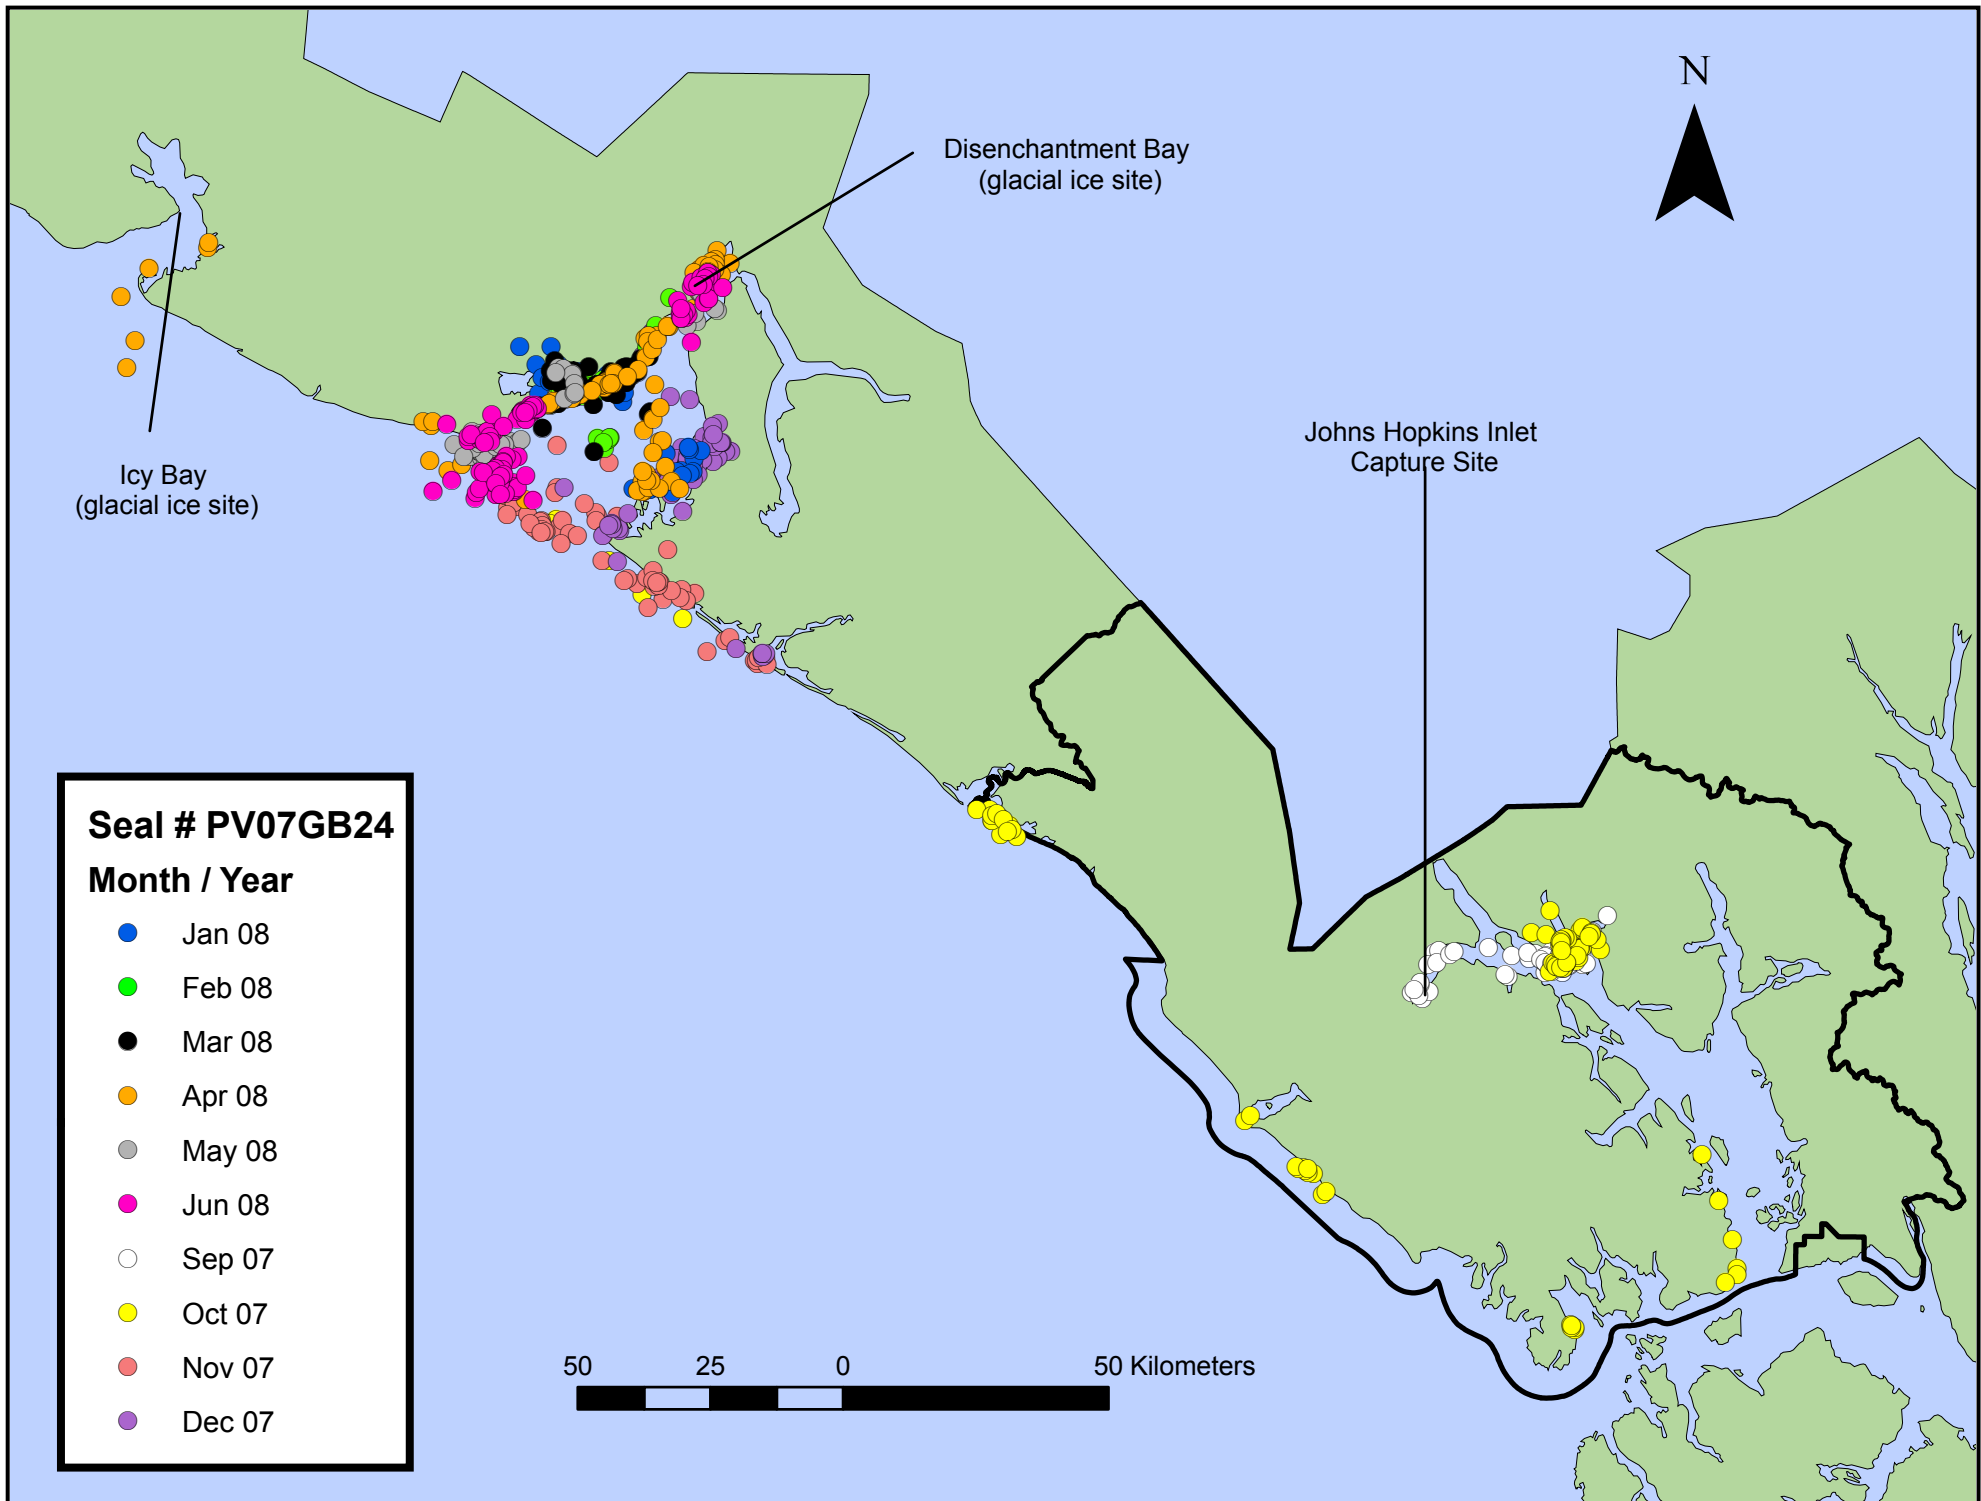 N
Disenchantment Bay
(glacial ice site)
Johns Hopkins Inlet
Capture Site
Icy Bay
(glacial ice site)
Seal # PV07GB24
Month / Year
Jan 08
Feb 08
Mar 08
Apr 08
May 08
Jun 08
Sep 07
Oct 07
Nov 07
Dec 07
50 25 0 50 Kilometers